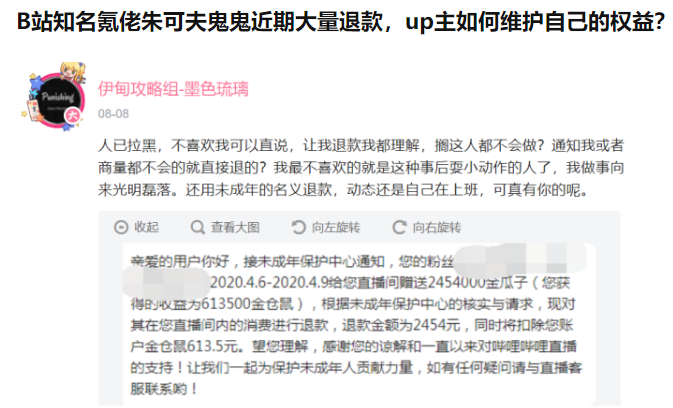 B站知名氪佬朱可夫鬼鬼近期大量退款，up主如何维护自己的权益？
Punishing
伊甸攻略组-墨色琉璃
08-08
人已拉黑，不喜欢我可以直说，让我退款我都理解，搁这人都不会做？通知我或者
商量都不会的就直接退的？我最不喜欢的就是这种事后耍小动作的人了，我做事向
来光明磊落。还用未成年的名义退款，动态还是自己在上班，可真有你的呢。
收起 查看大图 向左旋转 向右旋转
亲爱的用户你好，接未成年保护中心通知，您的粉丝
2020.4.6-2020.4.9给您直播间赠送2454000金瓜子（您获
得的收益为613500金仓鼠），根据未成年保护中心的核实与请求，现对
其在您直播间内的消费进行退款，退款金额为2454元，同时将扣除您账
户金仓鼠613.5元。望您理解，感谢您的谅解和一直以来对哔哩哔哩直播
的支持！让我们一起为保护未成年人贡献力量，如有任何疑问请与直播客
服联系哟！